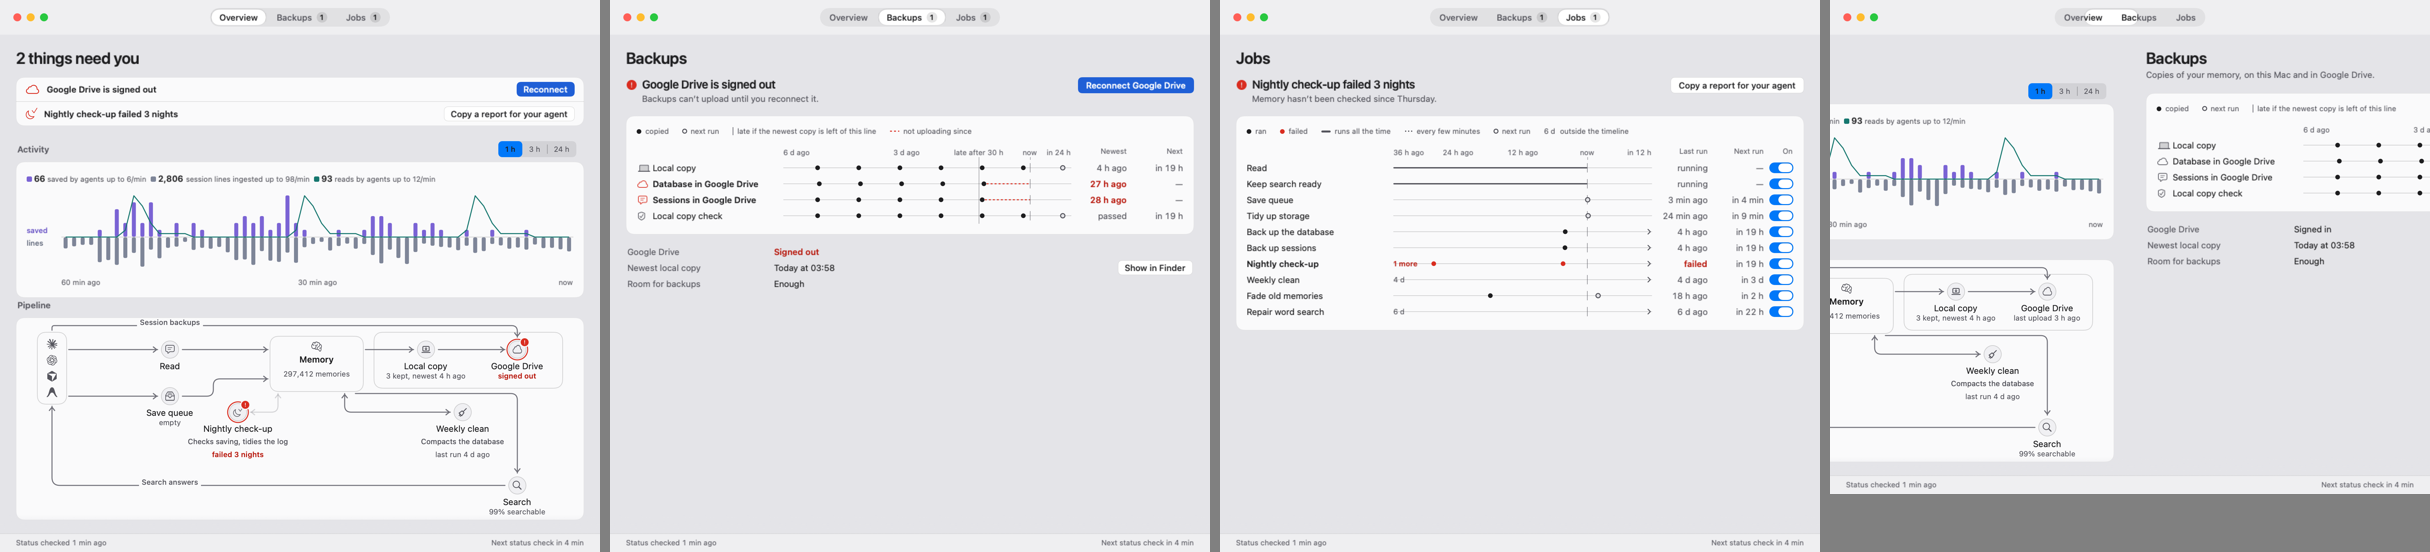 Overview Backups 1 Jobs 1
2 things need you
Google Drive is signed out Reconnect
Nightly check-up failed 3 nights Copy a report for your agent
Activity 1 h 3 h 24 h
66 saved by agents up to 6/min 2,806 session lines ingested up to 98/min 93 reads by agents up to 12/min
saved
lines
60 min ago 30 min ago now
Pipeline
Session backups
Read
Save queue
empty
Memory
297,412 memories
Local copy
3 kept, newest 4 h ago
Google Drive
signed out
Nightly check-up
Checks saving, tidies the log
failed 3 nights
Weekly clean
Compacts the database
last run 4 d ago
Search answers
Search
99% searchable
Status checked 1 min ago Next status check in 4 min
Overview Backups 1 Jobs 1
Backups
Google Drive is signed out Reconnect Google Drive
Backups can't upload until you reconnect it.
copied next run late if the newest copy is left of this line not uploading since
6 d ago 3 d ago late after 30 h now in 24 h Newest Next
Local copy 4 h ago in 19 h
Database in Google Drive 27 h ago —
Sessions in Google Drive 28 h ago —
Local copy check passed in 19 h
Google Drive Signed out
Newest local copy Today at 03:58 Show in Finder
Room for backups Enough
Status checked 1 min ago Next status check in 4 min
Overview Backups 1 Jobs 1
Jobs
Nightly check-up failed 3 nights Copy a report for your agent
Memory hasn't been checked since Thursday.
ran failed runs all the time every few minutes next run 6 d outside the timeline
36 h ago 24 h ago 12 h ago now in 12 h Last run Next run On
Read running —
Keep search ready running —
Save queue 3 min ago in 4 min
Tidy up storage 24 min ago in 9 min
Back up the database 4 h ago in 19 h
Back up sessions 4 h ago in 19 h
Nightly check-up 1 more failed in 19 h
Weekly clean 4 d 4 d ago in 3 d
Fade old memories 18 h ago in 2 h
Repair word search 6 d 6 d ago in 22 h
Status checked 1 min ago Next status check in 4 min
Overview Backups Jobs
1 h 3 h 24 h
93 reads by agents up to 12/min
30 min ago now
Memory
412 memories
Local copy
3 kept, newest 4 h ago
Google Drive
last upload 3 h ago
Weekly clean
Compacts the database
last run 4 d ago
Search
99% searchable
Backups
Copies of your memory, on this Mac and in Google Drive.
copied next run late if the newest copy is left of this line
6 d ago 3 d a
Local copy
Database in Google Drive
Sessions in Google Drive
Local copy check
Google Drive Signed in
Newest local copy Today at 03:58
Room for backups Enough
Status checked 1 min ago Next status check in 4 min